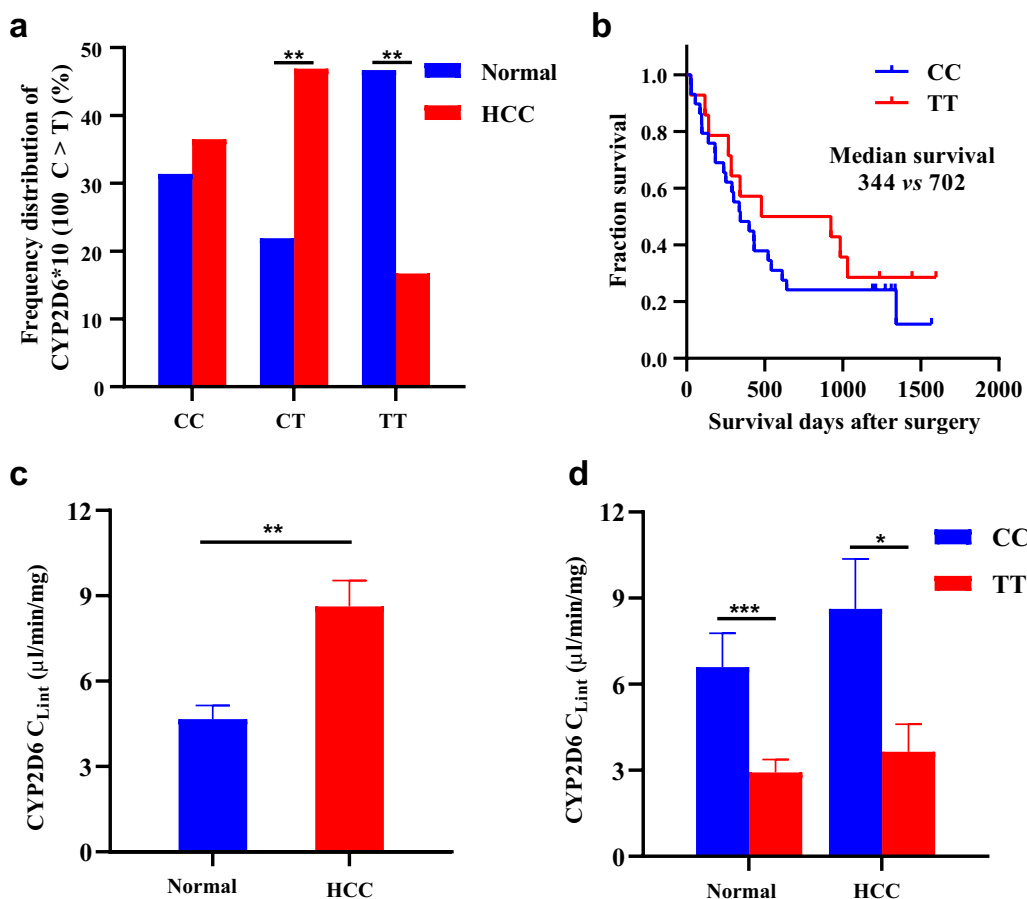 a
Frequency distribution of
CYP2D6*10 (100 C > T) (%)
50
40
30
20
10
0
**
**
Normal
HCC
CC
CT
TT
b
Fraction survival
1.0
0.8
0.6
0.4
0.2
0.0
CC
TT
Median survival
344 vs 702
0
500
1000
1500
2000
Survival days after surgery
c
CYP2D6 CLint (μl/min/mg)
12
9
6
3
0
**
Normal
HCC
d
CYP2D6 CLint (μl/min/mg)
12
9
6
3
0
***
*
CC
TT
Normal
HCC